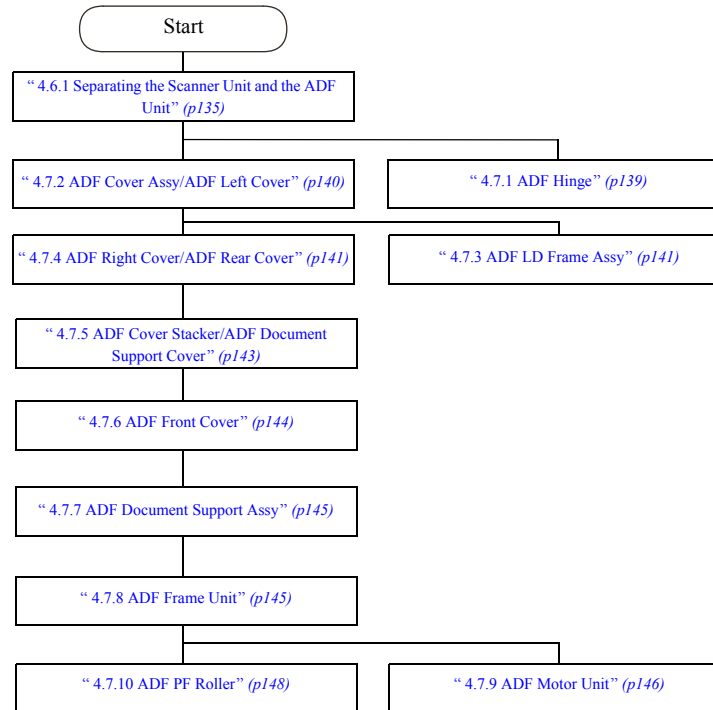 Start
“ 4.6.1 Separating the Scanner Unit and the ADF
Unit” (p135)
“ 4.7.2 ADF Cover Assy/ADF Left Cover” (p140)
“ 4.7.1 ADF Hinge” (p139)
“ 4.7.4 ADF Right Cover/ADF Rear Cover” (p141)
“ 4.7.3 ADF LD Frame Assy” (p141)
“ 4.7.5 ADF Cover Stacker/ADF Document
Support Cover” (p143)
“ 4.7.6 ADF Front Cover” (p144)
“ 4.7.7 ADF Document Support Assy” (p145)
“ 4.7.8 ADF Frame Unit” (p145)
“ 4.7.10 ADF PF Roller” (p148)
“ 4.7.9 ADF Motor Unit” (p146)